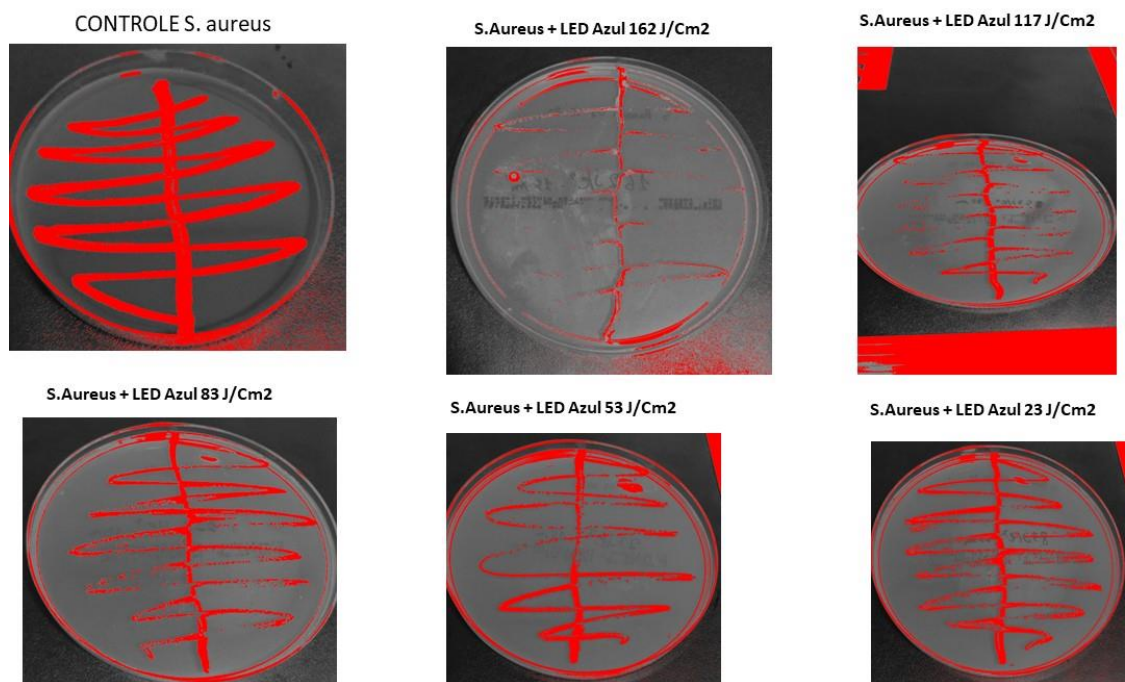 CONTROLE S. aureus
S.Aureus + LED Azul 162 J/Cm2
S.Aureus + LED Azul 117 J/Cm2
S.Aureus + LED Azul 83 J/Cm2
S.Aureus + LED Azul 53 J/Cm2
S.Aureus + LED Azul 23 J/Cm2